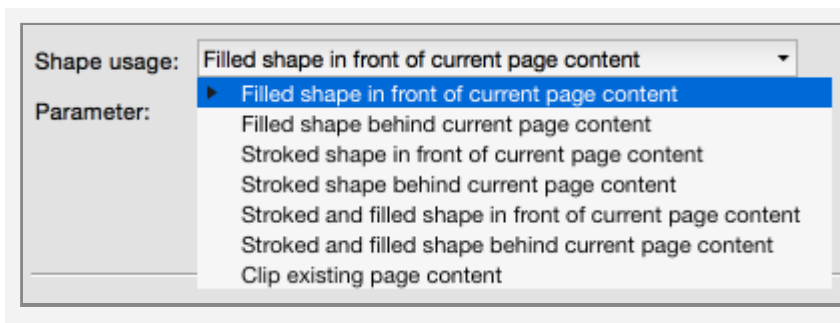 Shape usage: Filled shape in front of current page content
Filled shape in front of current page content
Parameter:
Filled shape behind current page content
Stroked shape in front of current page content
Stroked shape behind current page content
Stroked and filled shape in front of current page content
Stroked and filled shape behind current page content
Clip existing page content